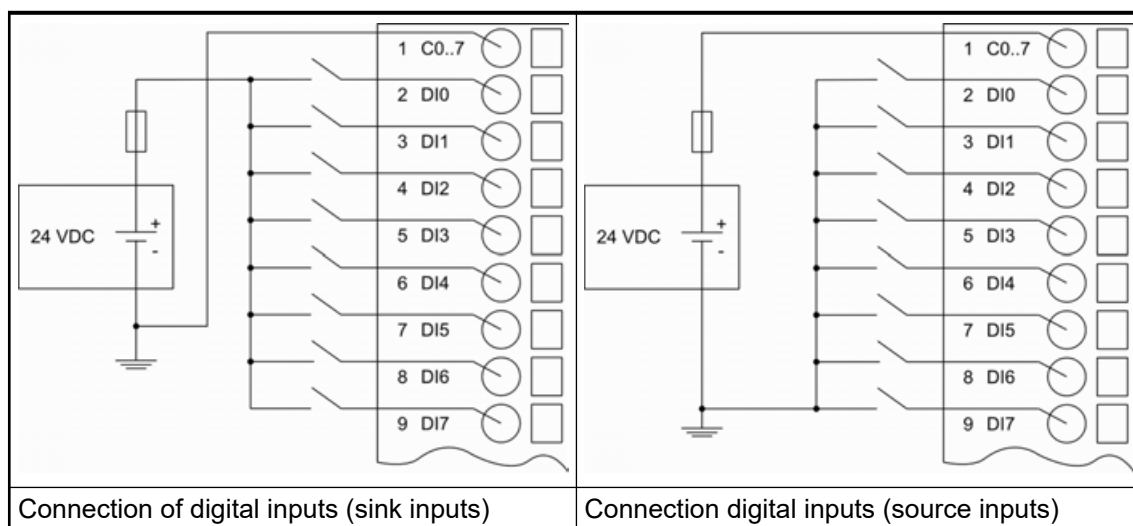 1 C0..7
2 DI0
3 DI1
4 DI2
5 DI3
6 DI4
7 DI5
8 DI6
9 DI7
24 VDC
+
-
Connection of digital inputs (sink inputs)
1 C0..7
2 DI0
3 DI1
4 DI2
5 DI3
6 DI4
7 DI5
8 DI6
9 DI7
24 VDC
+
-
Connection digital inputs (source inputs)